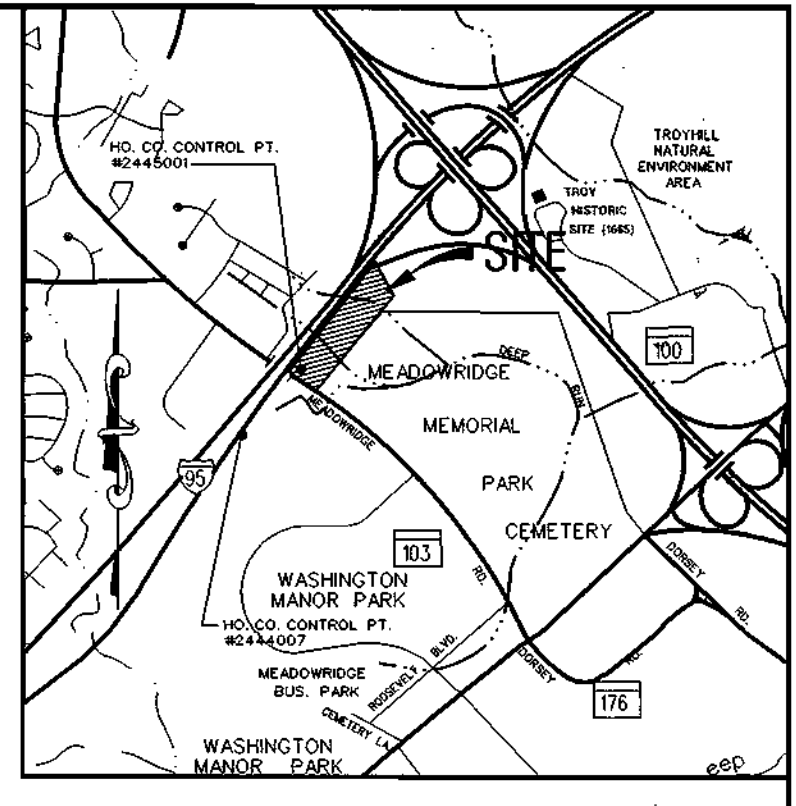 HO. CO. CONTROL PT.
#2445001
TROYHILL
NATURAL
ENVIRONMENT
AREA
TROY
HISTORIC
SITE (1665)
SITE
100
DEEP
RUN
MEADOWRIDGE
MEMORIAL
PARK
CEMETERY
MEADOWRIDGE
RD.
95
103
WASHINGTON
MANOR PARK
HO. CO. CONTROL PT.
#2444007
DORSEY
RD.
MEADOWRIDGE
BUS. PARK
ROOSEVELT BLVD.
DORSEY
RD.
176
CEMETERY LA.
WASHINGTON
MANOR PARK
eep